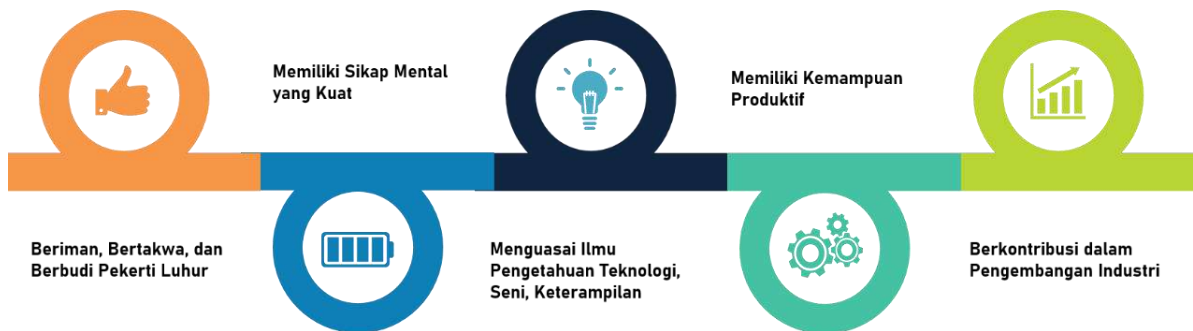 Beriman, Bertakwa, dan
Berbudi Pekerti Luhur
Memiliki Sikap Mental
yang Kuat
Menguasai Ilmu
Pengetahuan Teknologi,
Seni, Keterampilan
Memiliki Kemampuan
Produktif
Berkontribusi dalam
Pengembangan Industri